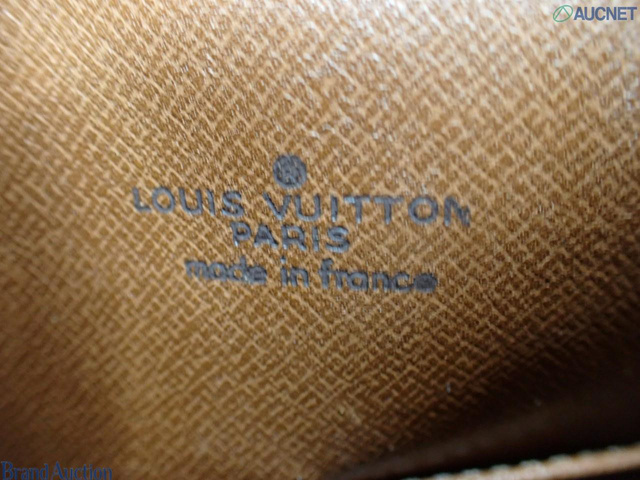 AUCNET
LOUIS VUITTON
PARIS
made in france
Brand Auction